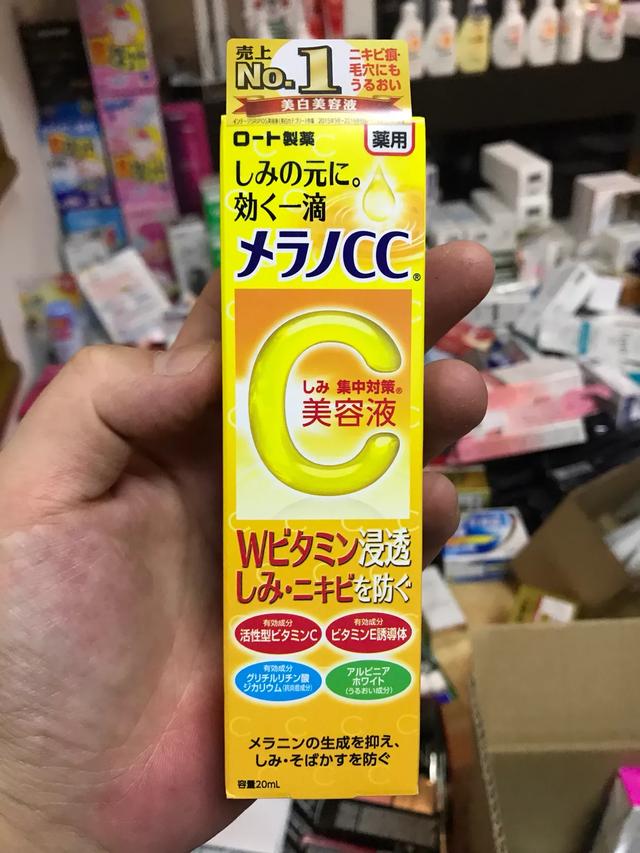 売上
No.1
ニキビ痕・
毛穴にも
うるおい
美白美容液
ロート製薬
薬用
しみの元に。
効く一滴
メラノCC®
しみ 集中対策®
美容液
Wビタミン浸透
しみ・ニキビを防ぐ
有効成分
活性型ビタミンC
有効成分
ビタミンE誘導体
有効成分
グリチルリチン酸
ジカリウム(抗炎症成分)
アルピニア
ホワイト
(うるおい成分)
メラニンの生成を抑え、
しみ・そばかすを防ぐ
容量20mL